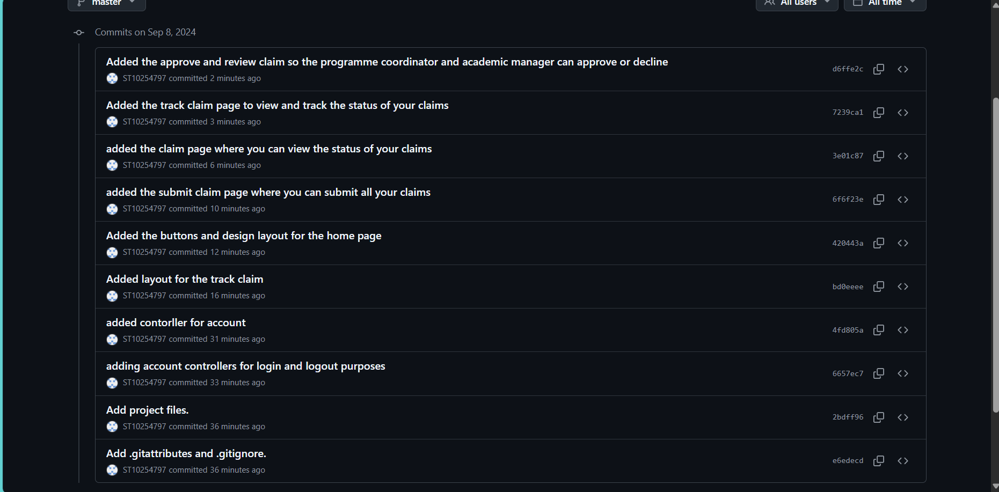 master
All users
All time
Commits on Sep 8, 2024
Added the approve and review claim so the programme coordinator and academic manager can approve or decline
d6ffe2c
ST10254797 committed 2 minutes ago
Added the track claim page to view and track the status of your claims
7239ca1
ST10254797 committed 3 minutes ago
added the claim page where you can view the status of your claims
3e01c87
ST10254797 committed 6 minutes ago
added the submit claim page where you can submit all your claims
6f6f23e
ST10254797 committed 10 minutes ago
Added the buttons and design layout for the home page
420443a
ST10254797 committed 12 minutes ago
Added layout for the track claim
bd0eeee
ST10254797 committed 16 minutes ago
added contorller for account
4fd805a
ST10254797 committed 31 minutes ago
adding account controllers for login and logout purposes
6657ec7
ST10254797 committed 33 minutes ago
Add project files.
2bdff96
ST10254797 committed 36 minutes ago
Add .gitattributes and .gitignore.
e6edecd
ST10254797 committed 36 minutes ago